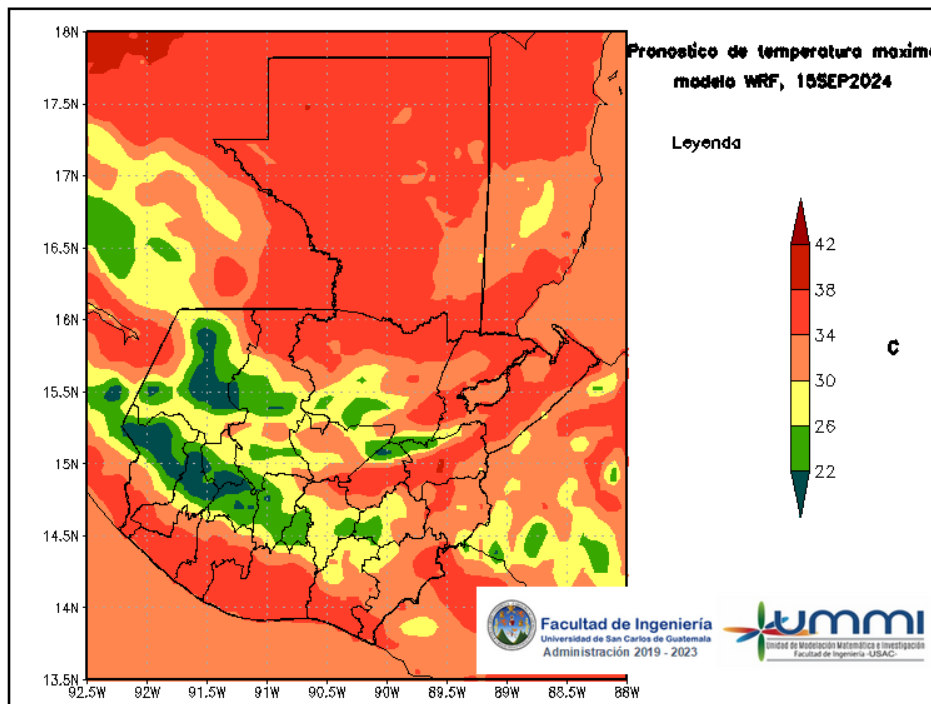 Pronostico de temperatura maxima
modelo WRF, 15SEP2024
Leyenda
18N
17.5N
17N
16.5N
16N
15.5N
15N
14.5N
14N
13.5N
92.5W
92W
91.5W
91W
90.5W
90W
89.5W
89W
88.5W
88W
42
38
34
30
26
22
C
Facultad de Ingeniería
Universidad de San Carlos de Guatemala
Administración 2019 - 2023
ummi
Unidad de Modelación Matemática e Investigación
Facultad de Ingeniería -USAC-